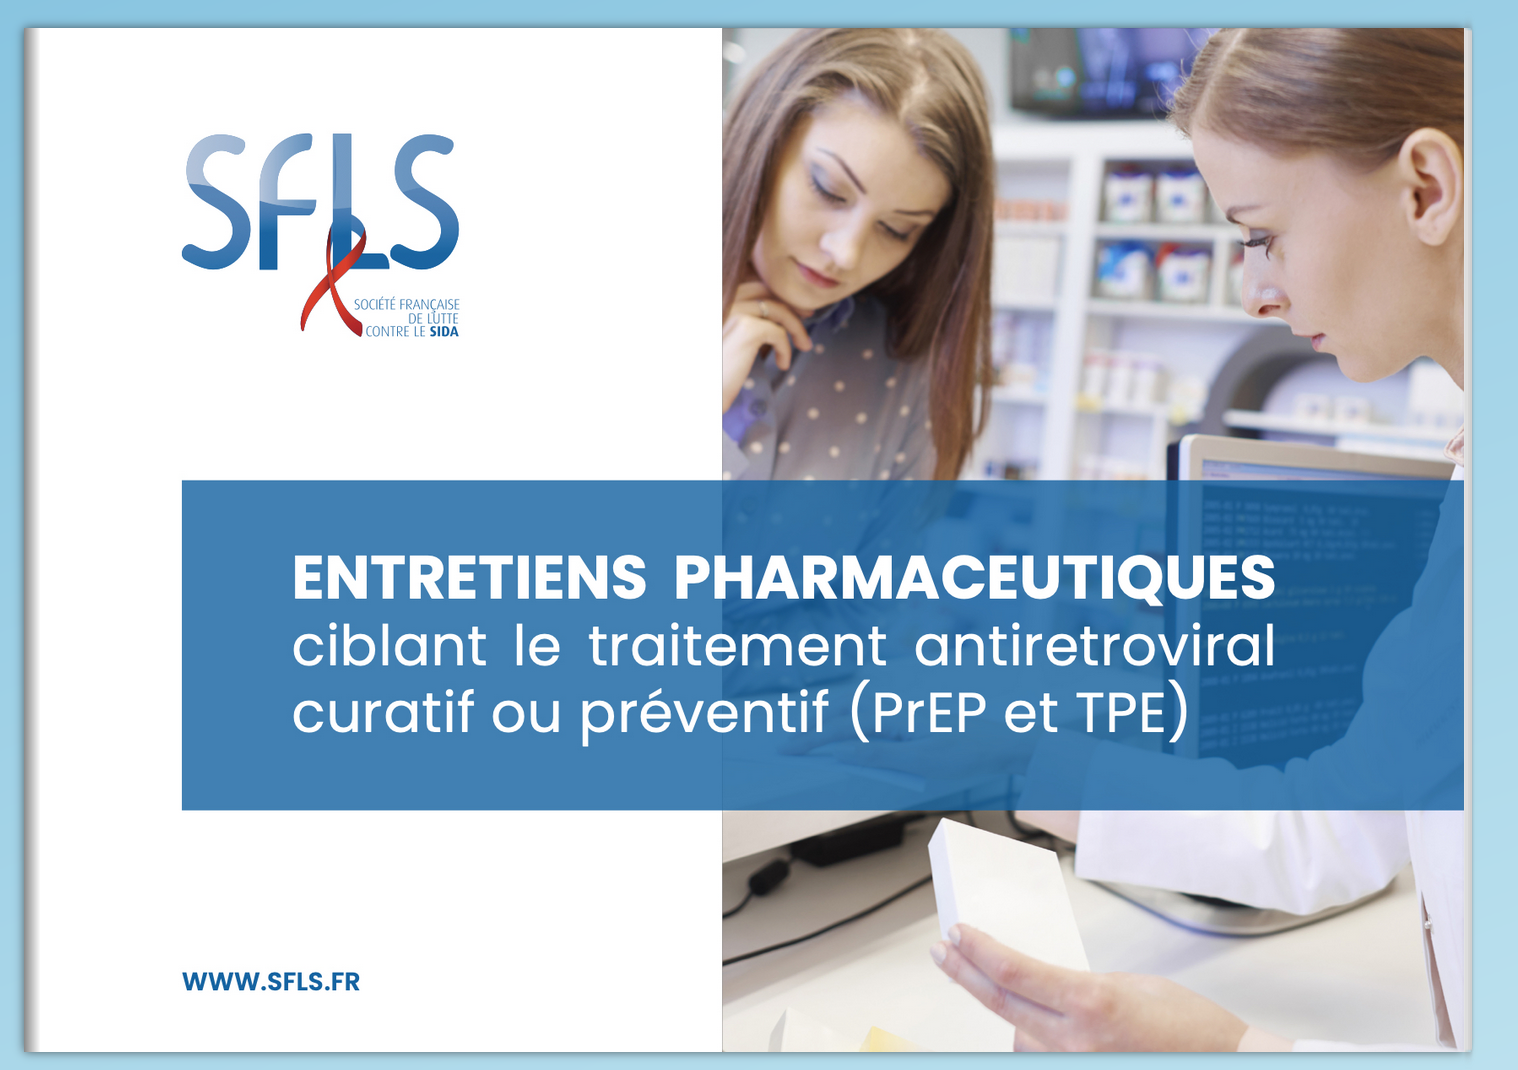 SFLS
SOCIÉTÉ FRANÇAISE
DE LUTTE
CONTRE LE SIDA
ENTRETIENS PHARMACEUTIQUES
ciblant le traitement antiretroviral
curatif ou préventif (PrEP et TPE)
WWW.SFLS.FR